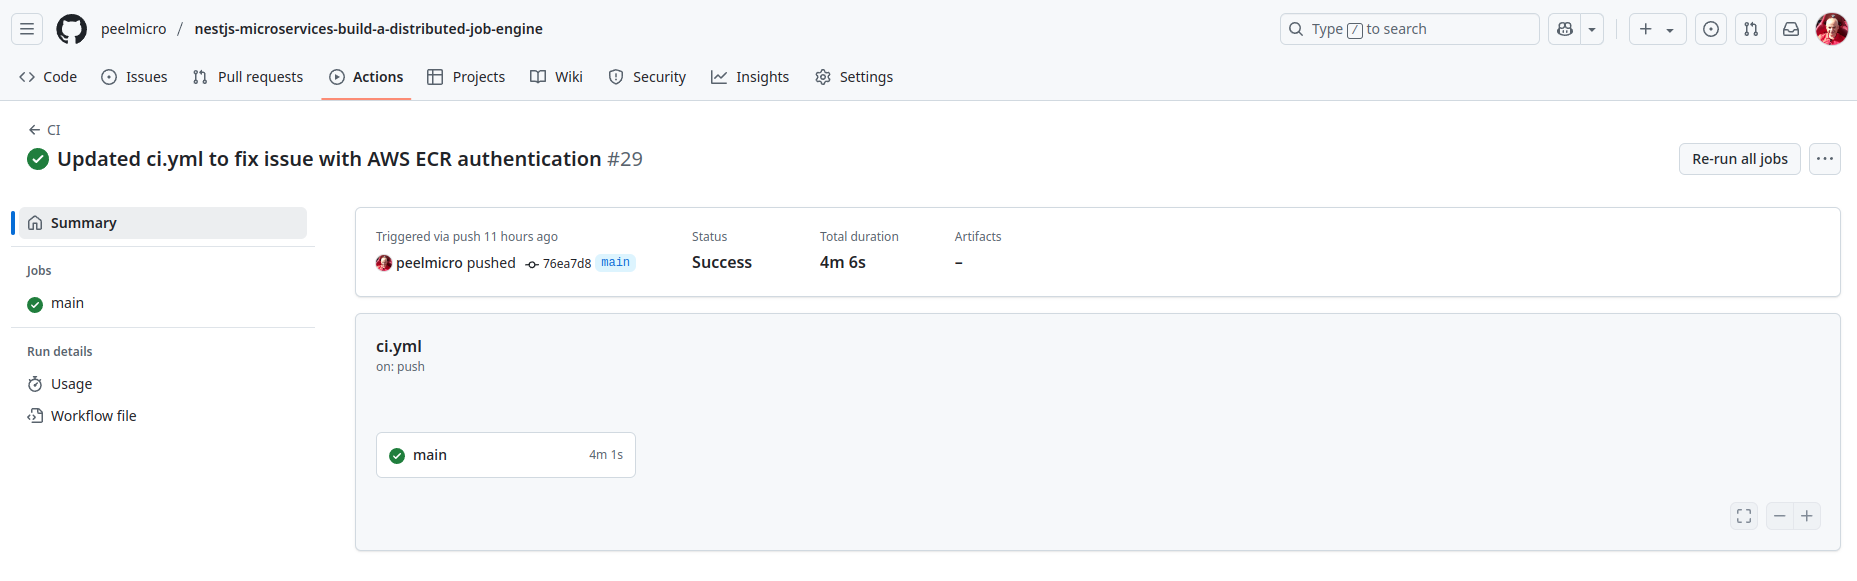 peelmicro / nestjs-microservices-build-a-distributed-job-engine
Type / to search
Code Issues Pull requests Actions Projects Wiki Security Insights Settings
CI
Updated ci.yml to fix issue with AWS ECR authentication #29
Re-run all jobs
Summary
Jobs
main
Run details
Usage
Workflow file
Triggered via push 11 hours ago
peelmicro pushed 76ea7d8 main
Status
Success
Total duration
4m 6s
Artifacts
–
ci.yml
on: push
main 4m 1s